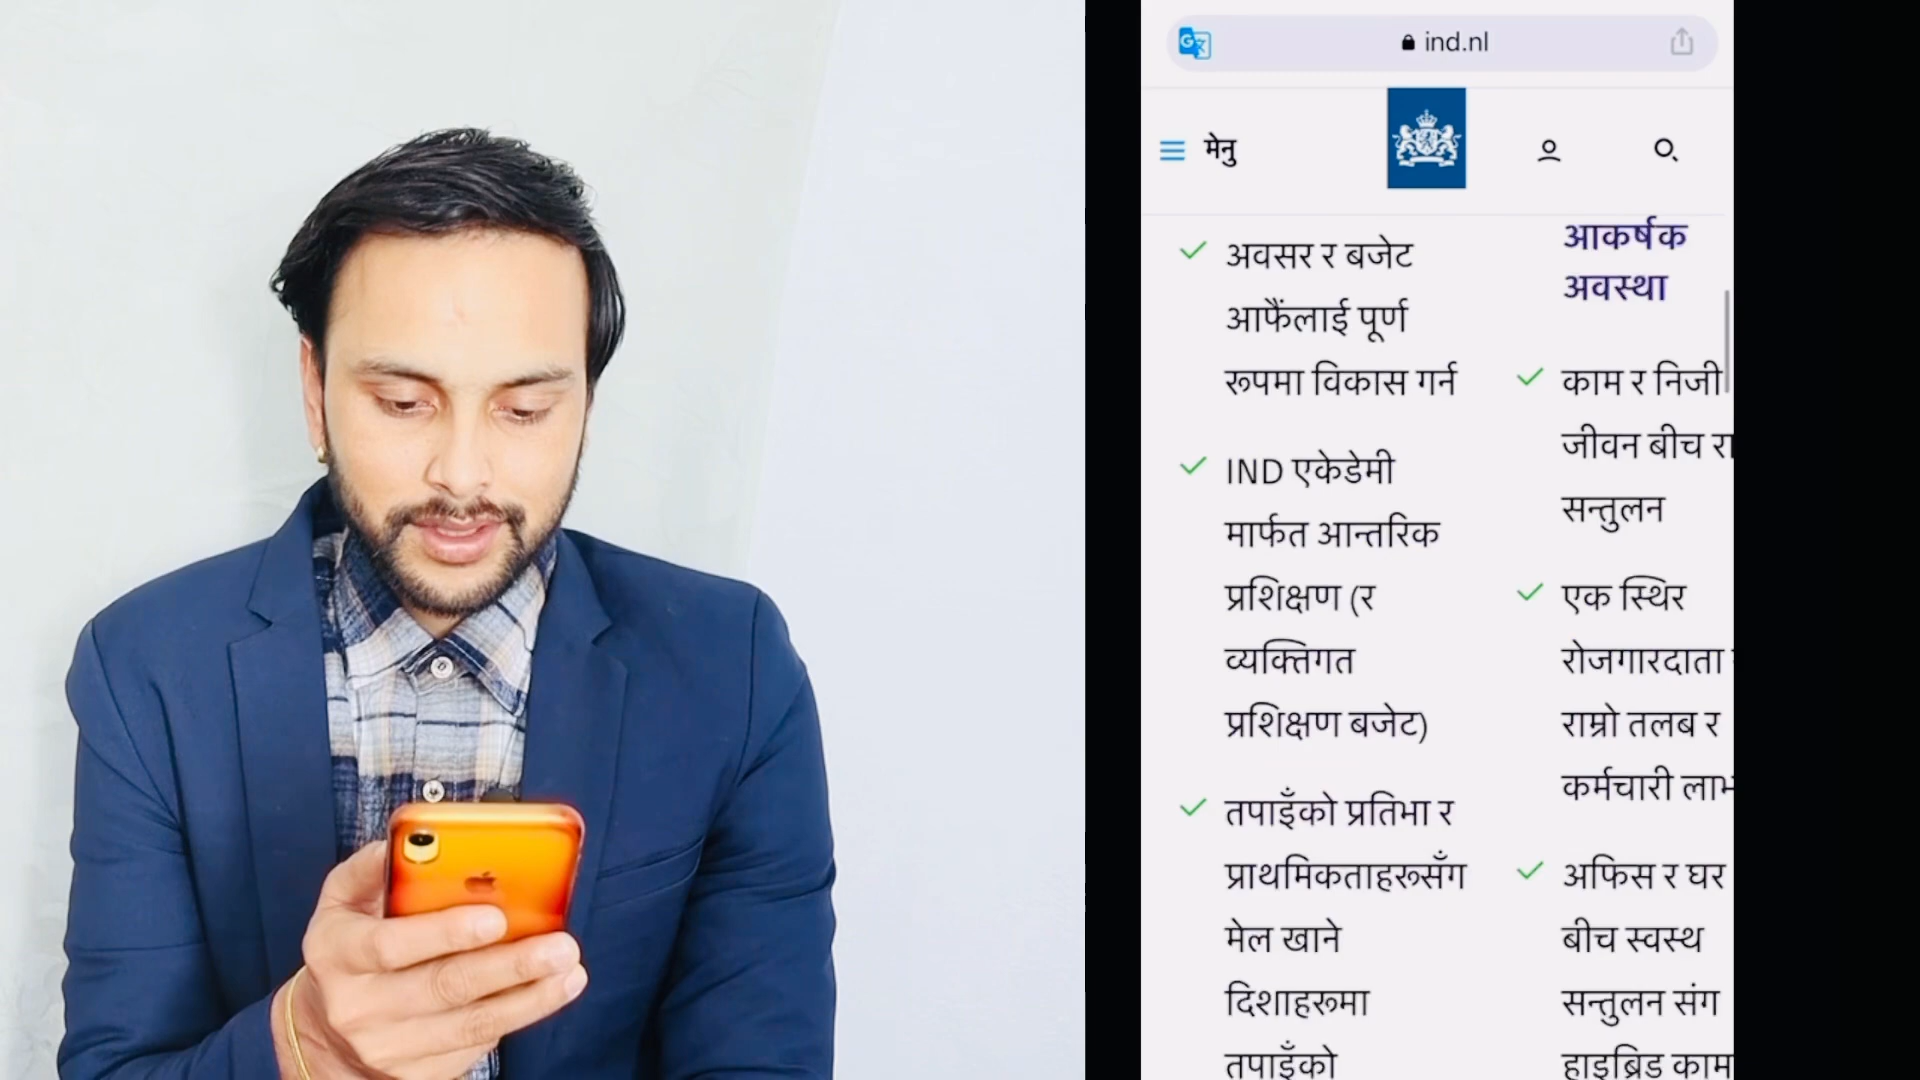 ind.nl
मेनु
अवसर र बजेट
आफैंलाई पूर्ण
रूपमा विकास गर्न
IND एकेडेमी
मार्फत आन्तरिक
प्रशिक्षण (र
व्यक्तिगत
प्रशिक्षण बजेट)
तपाइँको प्रतिभा र
प्राथमिकताहरूसँग
मेल खाने
दिशाहरूमा
तपाइँको
आकर्षक
अवस्था
काम र निजी
जीवन बीच
सन्तुलन
एक स्थिर
रोजगारदाता
राम्रो तलब र
कर्मचारी
अफिस र घर
बीच स्वस्थ
सन्तुलन संग
हाइब्रिड काम